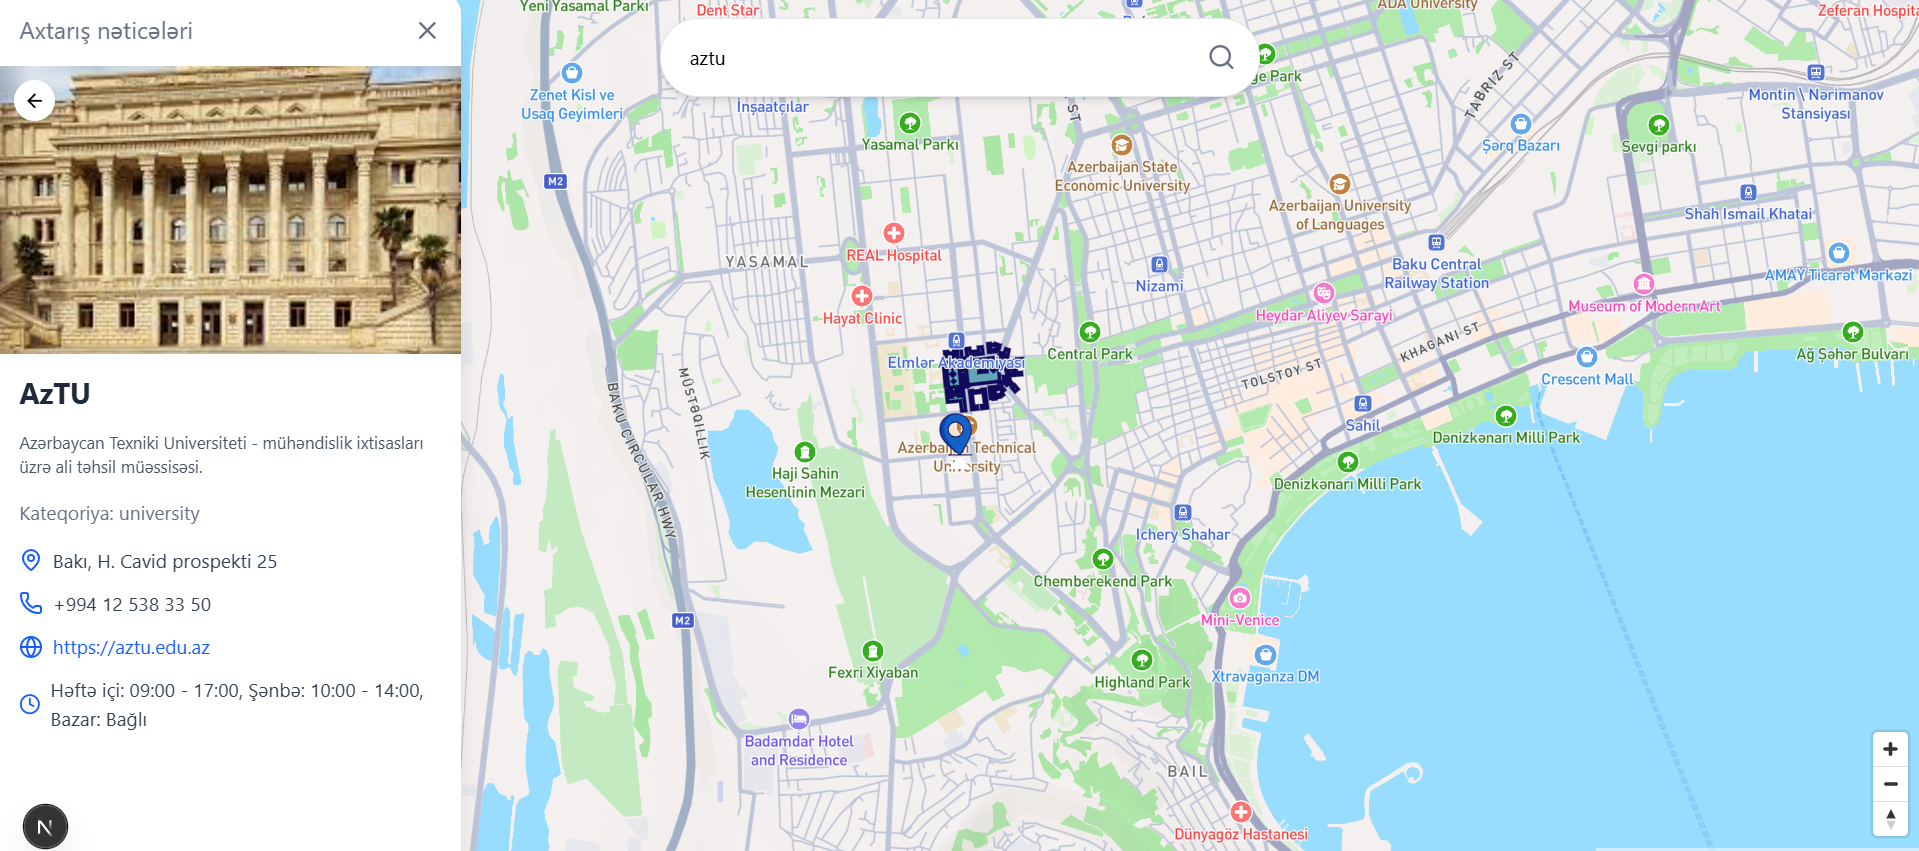 Axtarış nəticələri
AzTU
Azərbaycan Texniki Universiteti - mühəndislik ixtisasları
üzrə ali təhsil müəssisəsi.
Kateqoriya: university
Bakı, H. Cavid prospekti 25
+994 12 538 33 50
https://aztu.edu.az
Həftə içi: 09:00 - 17:00, Şənbə: 10:00 - 14:00,
Bazar: Bağlı
N
aztu
Yeni Yasamal Parkı
Dent Star
ADA University
Zeferan Hospita
Zenet Kisl ve
Usaq Geyimleri
İnşaatçılar
ST
ge Park
TABRIZ ST
Montin \ Nərimanov
Stansiyası
Yasamal Parkı
Şərq Bazarı
Sevgi parkı
M2
Azerbaijan State
Economic University
Azerbaijan University
of Languages
Shah Ismail Khatai
YASAMAL
REAL Hospital
Nizami
Baku Central
Railway Station
AMAY Ticarət Mərkəzi
Hayat Clinic
Heydar Aliyev Sarayi
Museum of Modern Art
Elmlər Akademiyası
Central Park
KHAGANI ST
Ağ Şəhər Bulvarı
TOLSTOY ST
Crescent Mall
BAKU CIRCULAR HWY
MÜSTƏQILLIK
Sahil
Dənizkənarı Milli Park
Technical
Haji Sahin
Hesenlinin Mezari
Dənizkənarı Milli Park
Ichery Shahar
Chemberekend Park
M2
Mini-Venice
Fexri Xiyaban
Highland Park
Xtravaganza DM
Badamdar Hotel
and Residence
BAIL
Dünyagöz Hastanesi